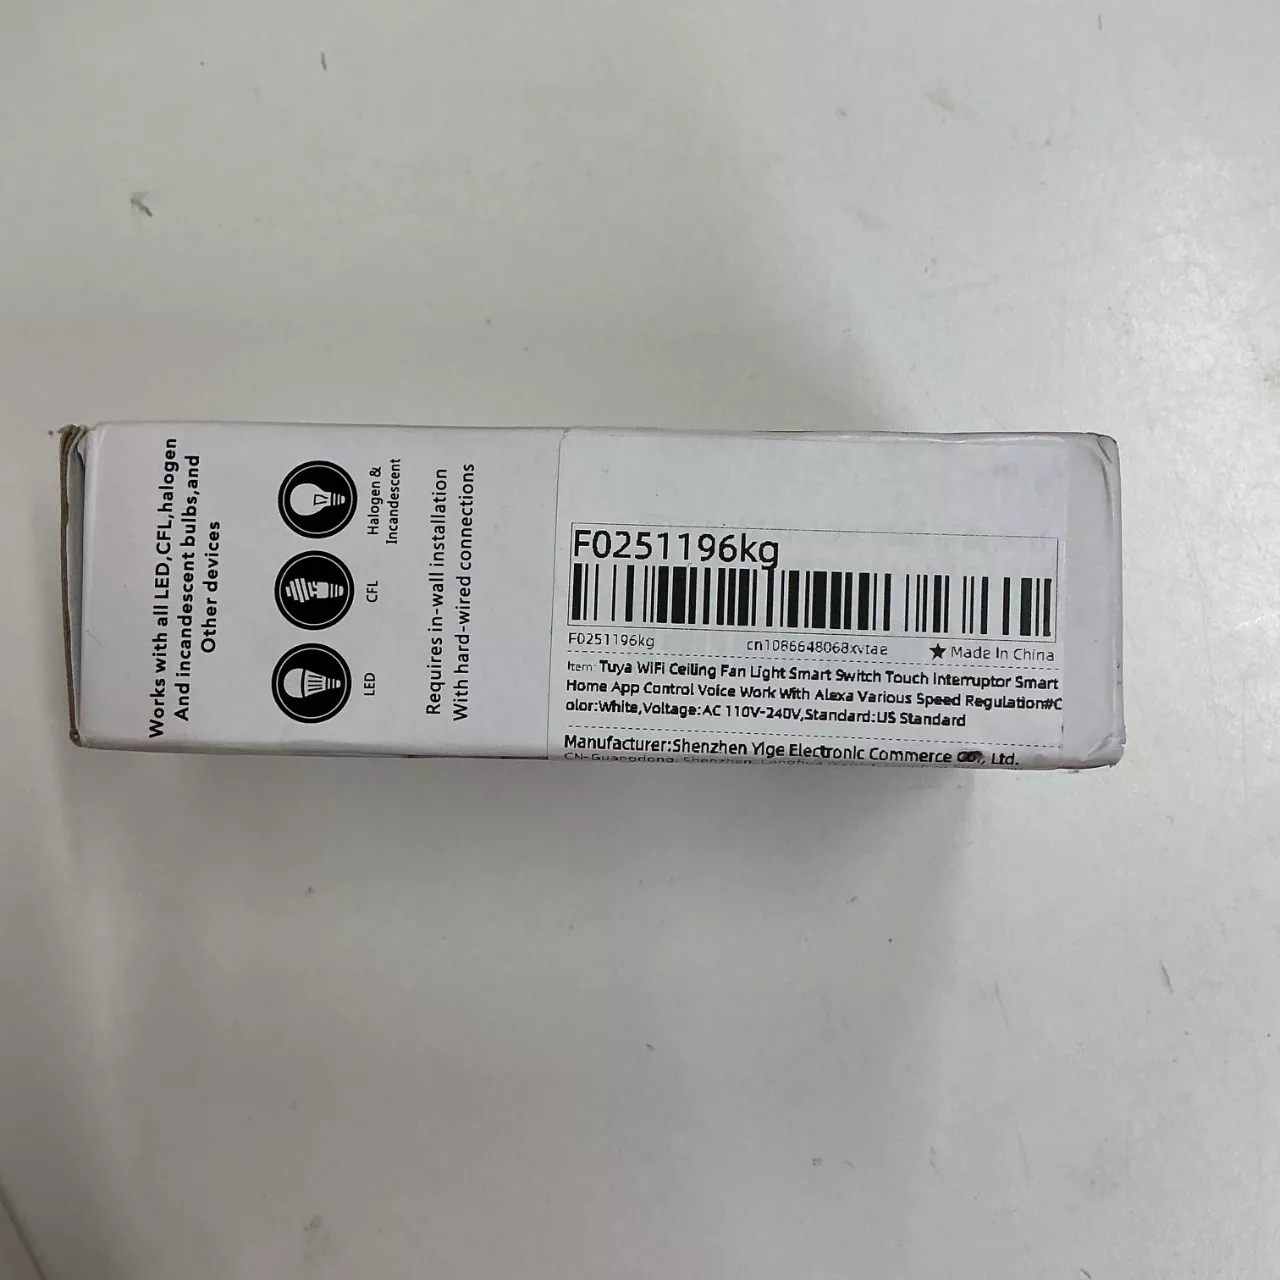 Works with all LED,CFL,halogen
And incandescent bulbs,and
Other devices
LED
CFL
Halogen &
Incandescent
Requires in-wall installation
With hard-wired connections
F0251196kg
F0251196kg cn1086648068xvtae ★ Made In China
Item: Tuya WiFi Ceiling Fan Light Smart Switch Touch Interruptor Smart
Home App Control Voice Work With Alexa Various Speed Regulation#C
olor:White,Voltage:AC 110V-240V,Standard:US Standard
Manufacturer:Shenzhen Yige Electronic Commerce Co., Ltd.
CN-Guangdong, Shenzhen,